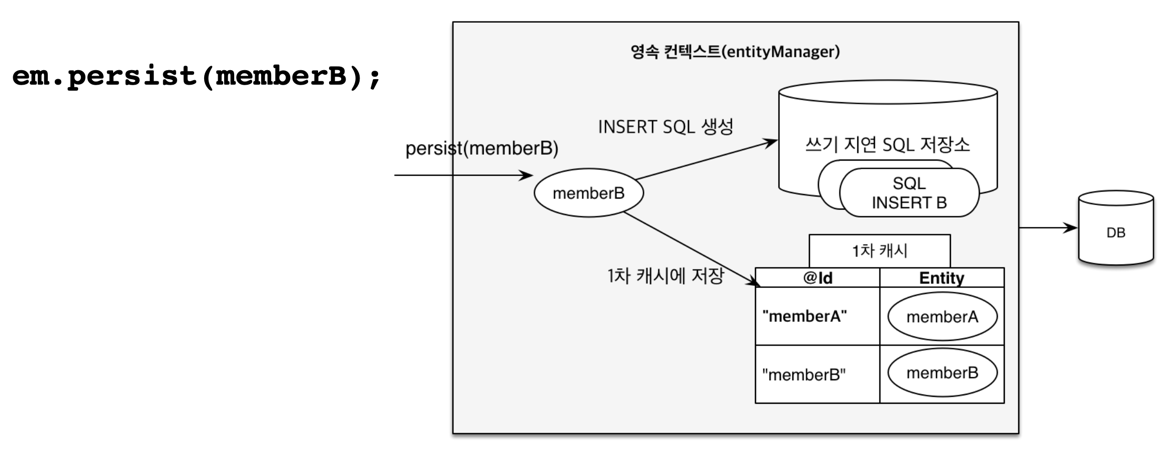 em.persist(memberB);
영속 컨텍스트(entityManager)
INSERT SQL 생성
persist(memberB)
memberB
쓰기 지연 SQL 저장소
SQL
INSERT B
DB
1차 캐시
1차 캐시에 저장
@Id Entity
"memberA" memberA
"memberB" memberB